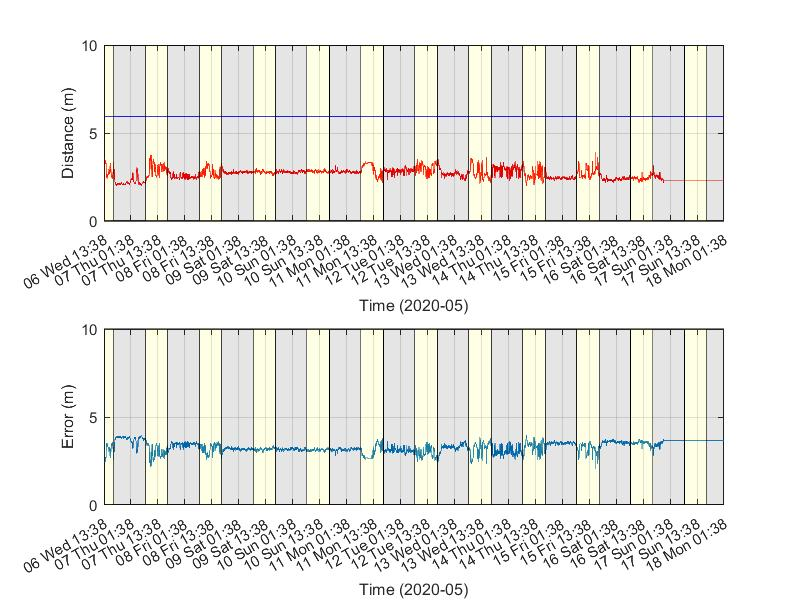 10
5
0
Distance (m)
06 Wed 13:38
07 Thu 01:38
07 Thu 13:38
08 Fri 01:38
08 Fri 13:38
09 Sat 01:38
09 Sat 13:38
10 Sun 01:38
10 Sun 13:38
11 Mon 01:38
11 Mon 13:38
12 Tue 01:38
12 Tue 13:38
13 Wed 01:38
13 Wed 13:38
14 Thu 01:38
14 Thu 13:38
15 Fri 01:38
15 Fri 13:38
16 Sat 01:38
16 Sat 13:38
17 Sun 01:38
17 Sun 13:38
18 Mon 01:38
Time (2020-05)
10
5
0
Error (m)
06 Wed 13:38
07 Thu 01:38
07 Thu 13:38
08 Fri 01:38
08 Fri 13:38
09 Sat 01:38
09 Sat 13:38
10 Sun 01:38
10 Sun 13:38
11 Mon 01:38
11 Mon 13:38
12 Tue 01:38
12 Tue 13:38
13 Wed 01:38
13 Wed 13:38
14 Thu 01:38
14 Thu 13:38
15 Fri 01:38
15 Fri 13:38
16 Sat 01:38
16 Sat 13:38
17 Sun 01:38
17 Sun 13:38
18 Mon 01:38
Time (2020-05)